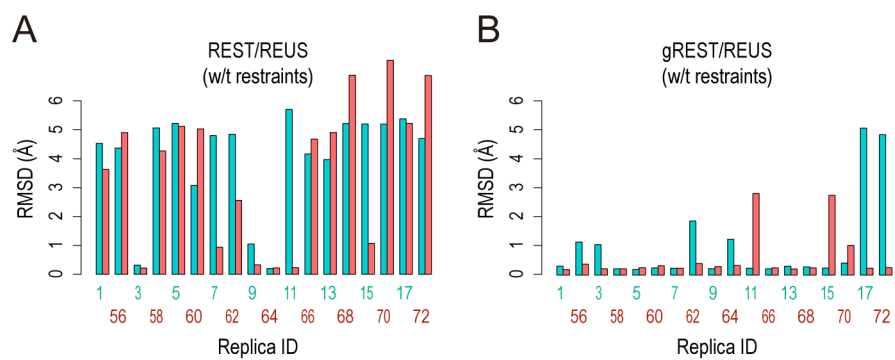 A
REST/REUS
(w/t restraints)
RMSD (Å)
0 1 2 3 4 5 6
1 3 5 7 9 11 13 15 17
56 58 60 62 64 66 68 70 72
Replica ID
B
gREST/REUS
(w/t restraints)
RMSD (Å)
0 1 2 3 4 5 6
1 3 5 7 9 11 13 15 17
56 58 60 62 64 66 68 70 72
Replica ID